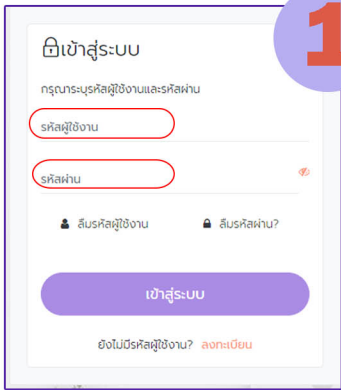 1
เข้าสู่ระบบ
กรุณาระบุรหัสผู้ใช้งานและรหัสผ่าน
รหัสผู้ใช้งาน
รหัสผ่าน
ลืมรหัสผู้ใช้งาน ลืมรหัสผ่าน?
เข้าสู่ระบบ
ยังไม่มีรหัสผู้ใช้งาน? ลงทะเบียน